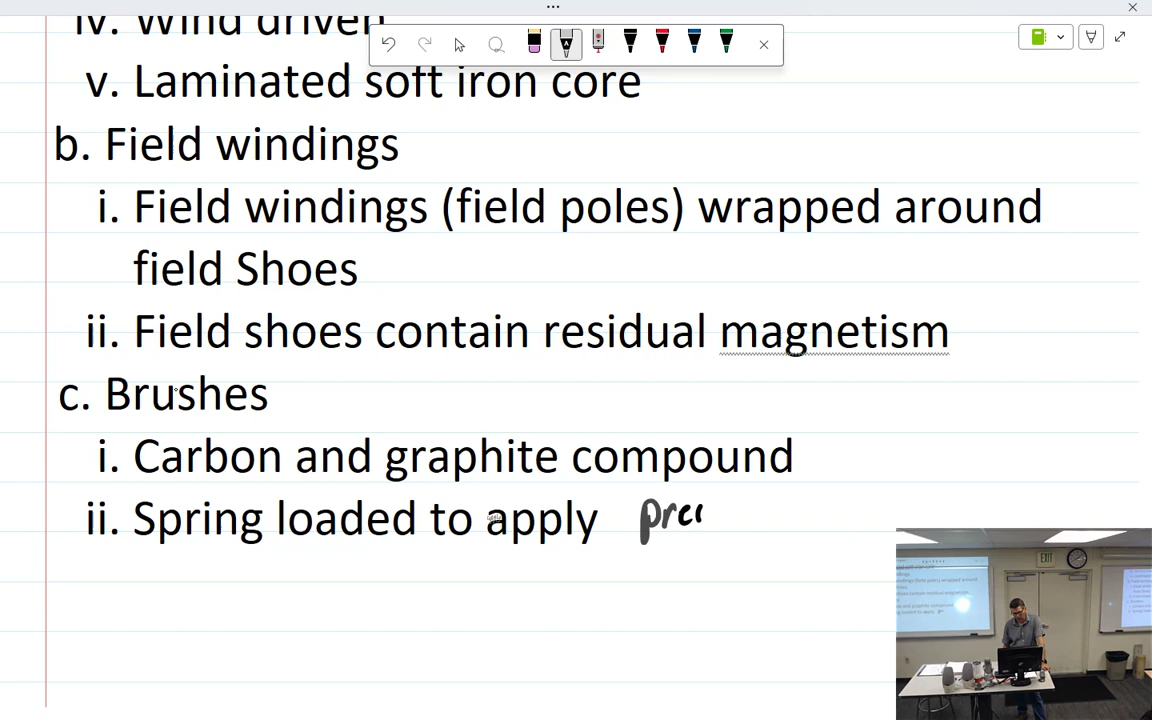 iv. Wind driven
v. Laminated soft iron core
b. Field windings
i. Field windings (field poles) wrapped around
field Shoes
ii. Field shoes contain residual magnetism
c. Brushes
i. Carbon and graphite compound
ii. Spring loaded to apply
EXIT